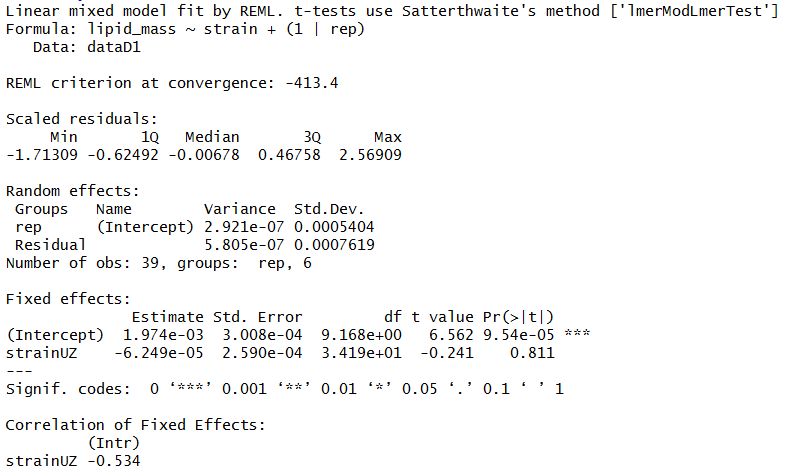 Linear mixed model fit by REML. t-tests use Satterthwaite's method ['lmerModLmerTest']
Formula: lipid_mass ~ strain + (1 | rep)
   Data: dataD1
REML criterion at convergence: -413.4
Scaled residuals:
     Min       1Q   Median       3Q      Max
-1.71309 -0.62492 -0.00678  0.46758  2.56909
Random effects:
 Groups   Name        Variance  Std.Dev.
 rep      (Intercept) 2.921e-07 0.0005404
 Residual             5.805e-07 0.0007619
Number of obs: 39, groups:  rep, 6
Fixed effects:
              Estimate Std. Error         df t value Pr(>|t|)
(Intercept)  1.974e-03  3.008e-04  9.168e+00   6.562 9.54e-05 ***
strainUZ    -6.249e-05  2.590e-04  3.419e+01  -0.241    0.811
---
Signif. codes:  0 ‘***’ 0.001 ‘**’ 0.01 ‘*’ 0.05 ‘.’ 0.1 ‘ ’ 1
Correlation of Fixed Effects:
         (Intr)
strainUZ -0.534